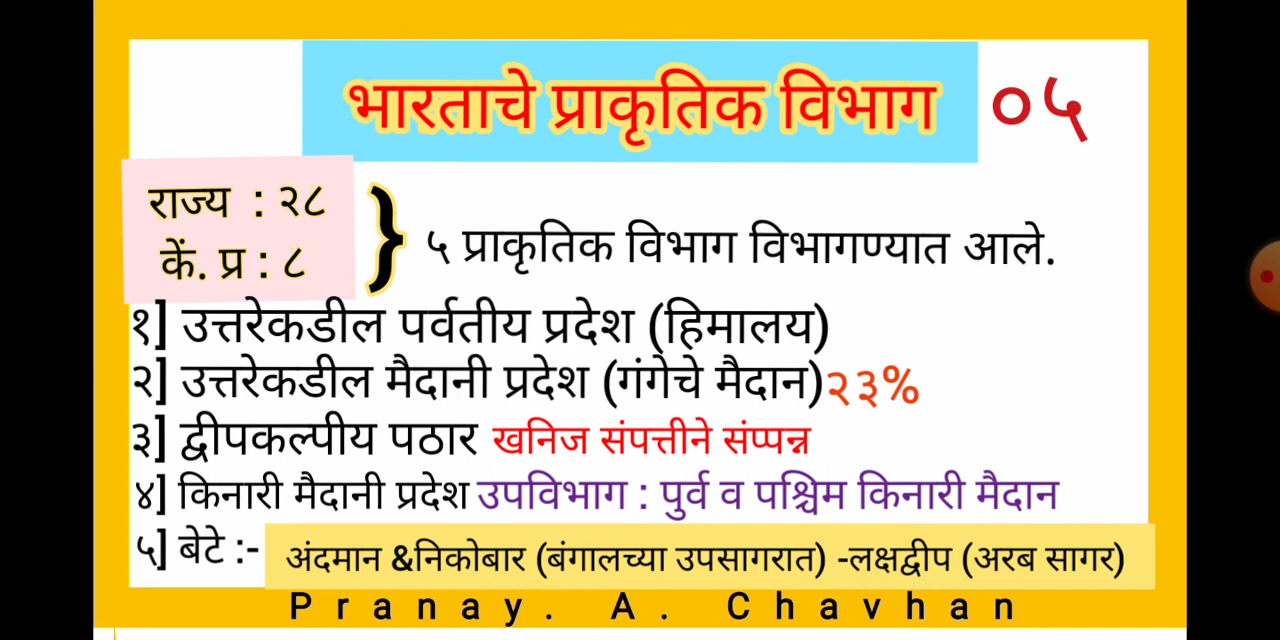 भारताचे प्राकृतिक विभाग ०५
राज्य : २८
कें. प्र : ८
} ५ प्राकृतिक विभाग विभागण्यात आले.
१] उत्तरेकडील पर्वतीय प्रदेश (हिमालय)
२] उत्तरेकडील मैदानी प्रदेश (गंगेचे मैदान)२३%
३] द्वीपकल्पीय पठार खनिज संपत्तीने संप्पन्न
४] किनारी मैदानी प्रदेश उपविभाग : पुर्व व पश्चिम किनारी मैदान
५] बेटे :- अंदमान &निकोबार (बंगालच्या उपसागरात) -लक्षद्वीप (अरब सागर)
Pranay. A. Chavhan